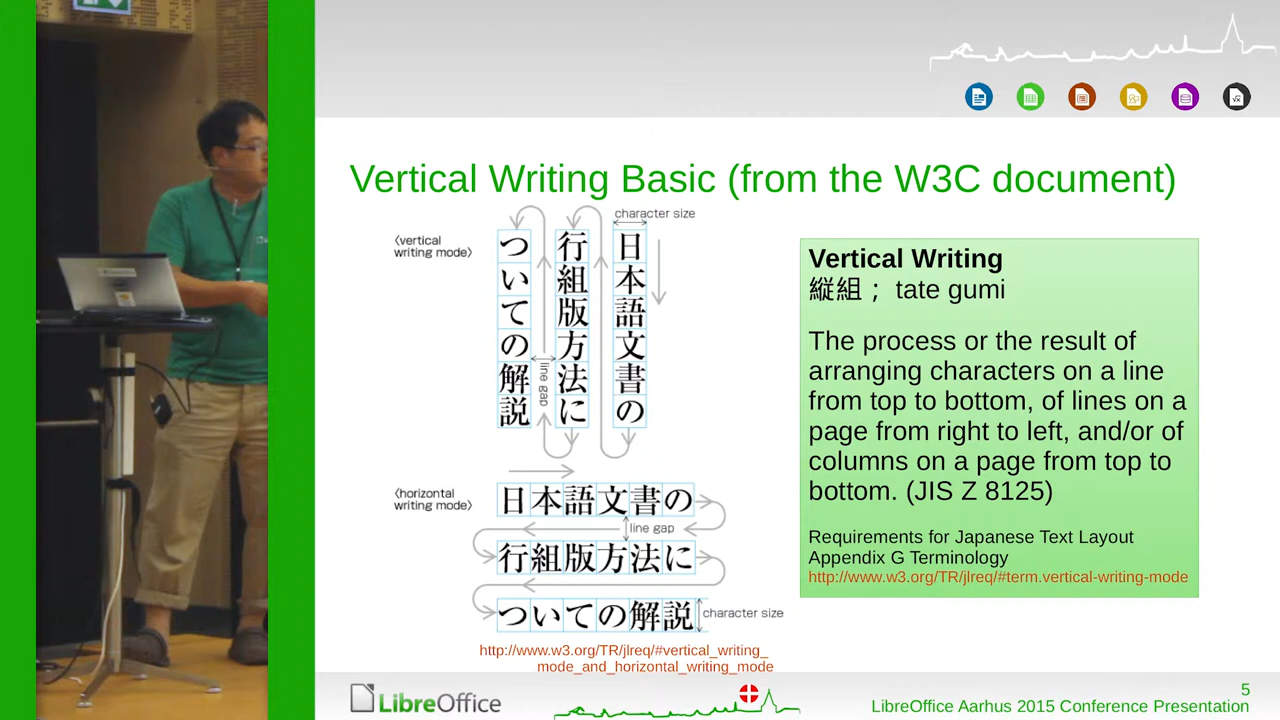 Vertical Writing Basic (from the W3C document)
〈vertical
writing mode〉
character size
日本語文書の
行組版方法に
ついての解説
line gap
〈horizontal
writing mode〉
日本語文書の
line gap
行組版方法に
ついての解説
character size
http://www.w3.org/TR/jlreq/#vertical_writing_
mode_and_horizontal_writing_mode
Vertical Writing
縦組； tate gumi
The process or the result of
arranging characters on a line
from top to bottom, of lines on a
page from right to left, and/or of
columns on a page from top to
bottom. (JIS Z 8125)
Requirements for Japanese Text Layout
Appendix G Terminology
http://www.w3.org/TR/jlreq/#term.vertical-writing-mode
LibreOffice
5
LibreOffice Aarhus 2015 Conference Presentation